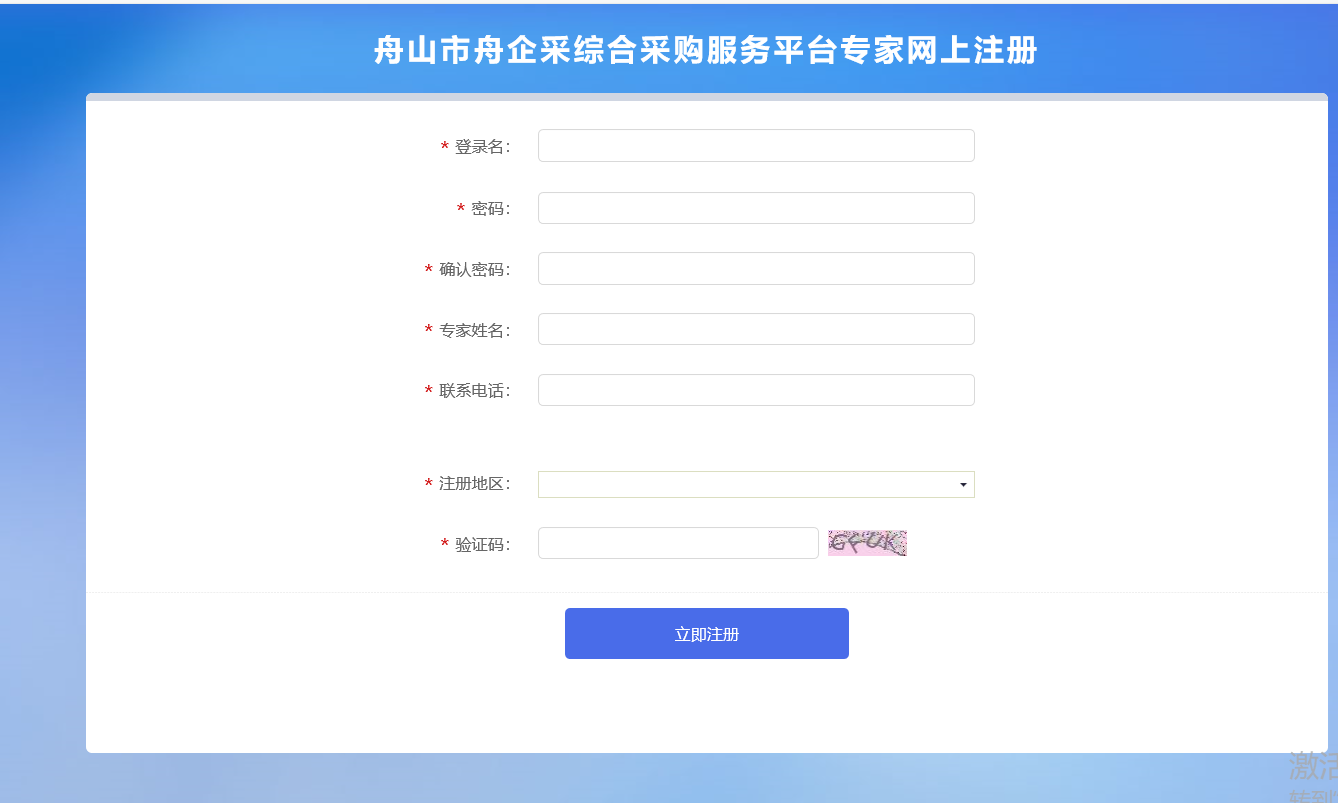 舟山市舟企采综合采购服务平台专家网上注册
* 登录名：
* 密码：
* 确认密码：
* 专家姓名：
* 联系电话：
* 注册地区：
* 验证码：
立即注册
激活
转到